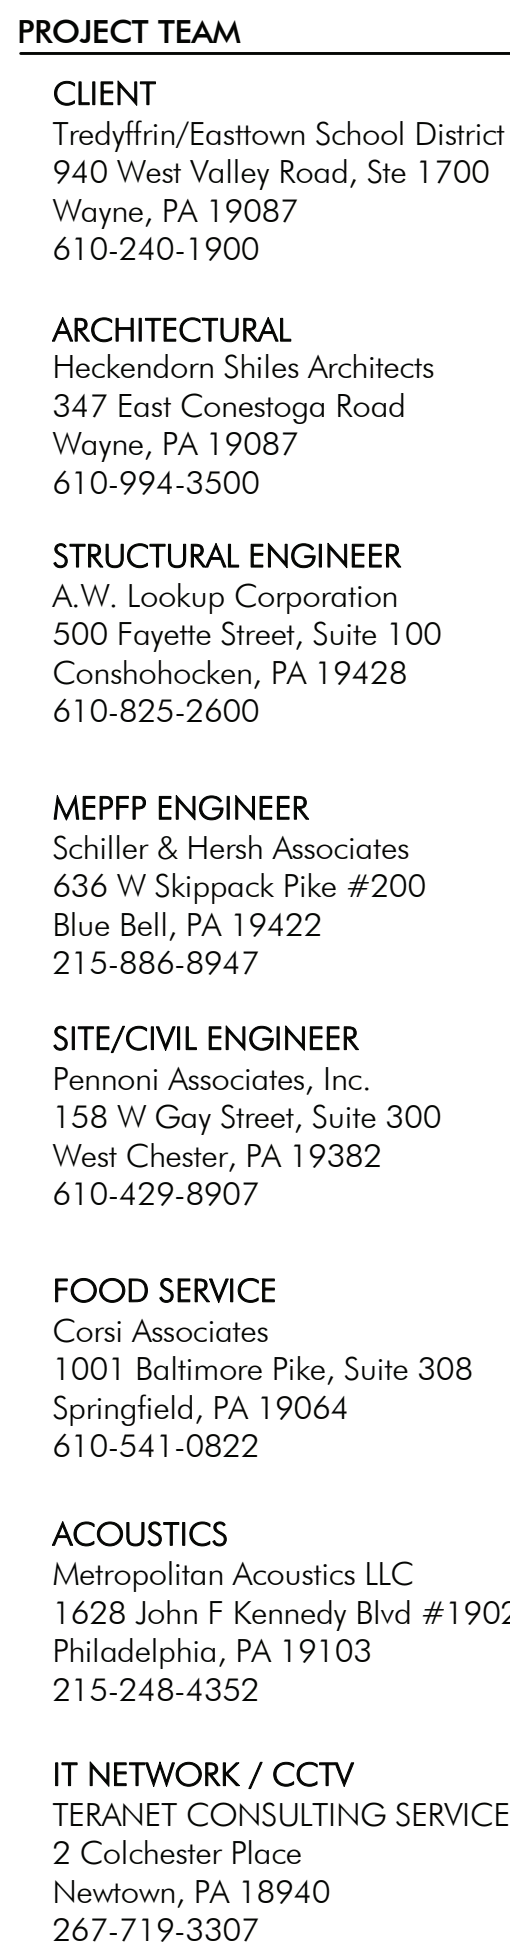 PROJECT TEAM
CLIENT
Tredyffrin/Easttown School District
940 West Valley Road, Ste 1700
Wayne, PA 19087
610-240-1900
ARCHITECTURAL
Heckendorn Shiles Architects
347 East Conestoga Road
Wayne, PA 19087
610-994-3500
STRUCTURAL ENGINEER
A.W. Lookup Corporation
500 Fayette Street, Suite 100
Conshohocken, PA 19428
610-825-2600
MEPFP ENGINEER
Schiller & Hersh Associates
636 W Skippack Pike #200
Blue Bell, PA 19422
215-886-8947
SITE/CIVIL ENGINEER
Pennoni Associates, Inc.
158 W Gay Street, Suite 300
West Chester, PA 19382
610-429-8907
FOOD SERVICE
Corsi Associates
1001 Baltimore Pike, Suite 308
Springfield, PA 19064
610-541-0822
ACOUSTICS
Metropolitan Acoustics LLC
1628 John F Kennedy Blvd #1902
Philadelphia, PA 19103
215-248-4352
IT NETWORK / CCTV
TERANET CONSULTING SERVICE
2 Colchester Place
Newtown, PA 18940
267-719-3307